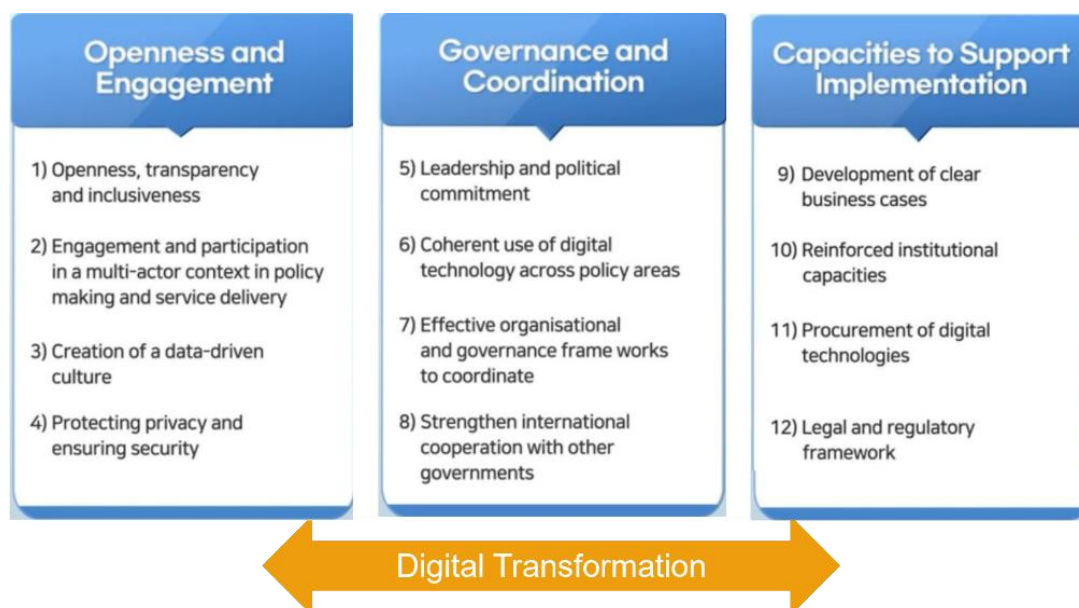 Openness and
Engagement
1) Openness, transparency
and inclusiveness
2) Engagement and participation
in a multi-actor context in policy
making and service delivery
3) Creation of a data-driven
culture
4) Protecting privacy and
ensuring security
Governance and
Coordination
5) Leadership and political
commitment
6) Coherent use of digital
technology across policy areas
7) Effective organisational
and governance frame works
to coordinate
8) Strengthen international
cooperation with other
governments
Capacities to Support
Implementation
9) Development of clear
business cases
10) Reinforced institutional
capacities
11) Procurement of digital
technologies
12) Legal and regulatory
framework
Digital Transformation